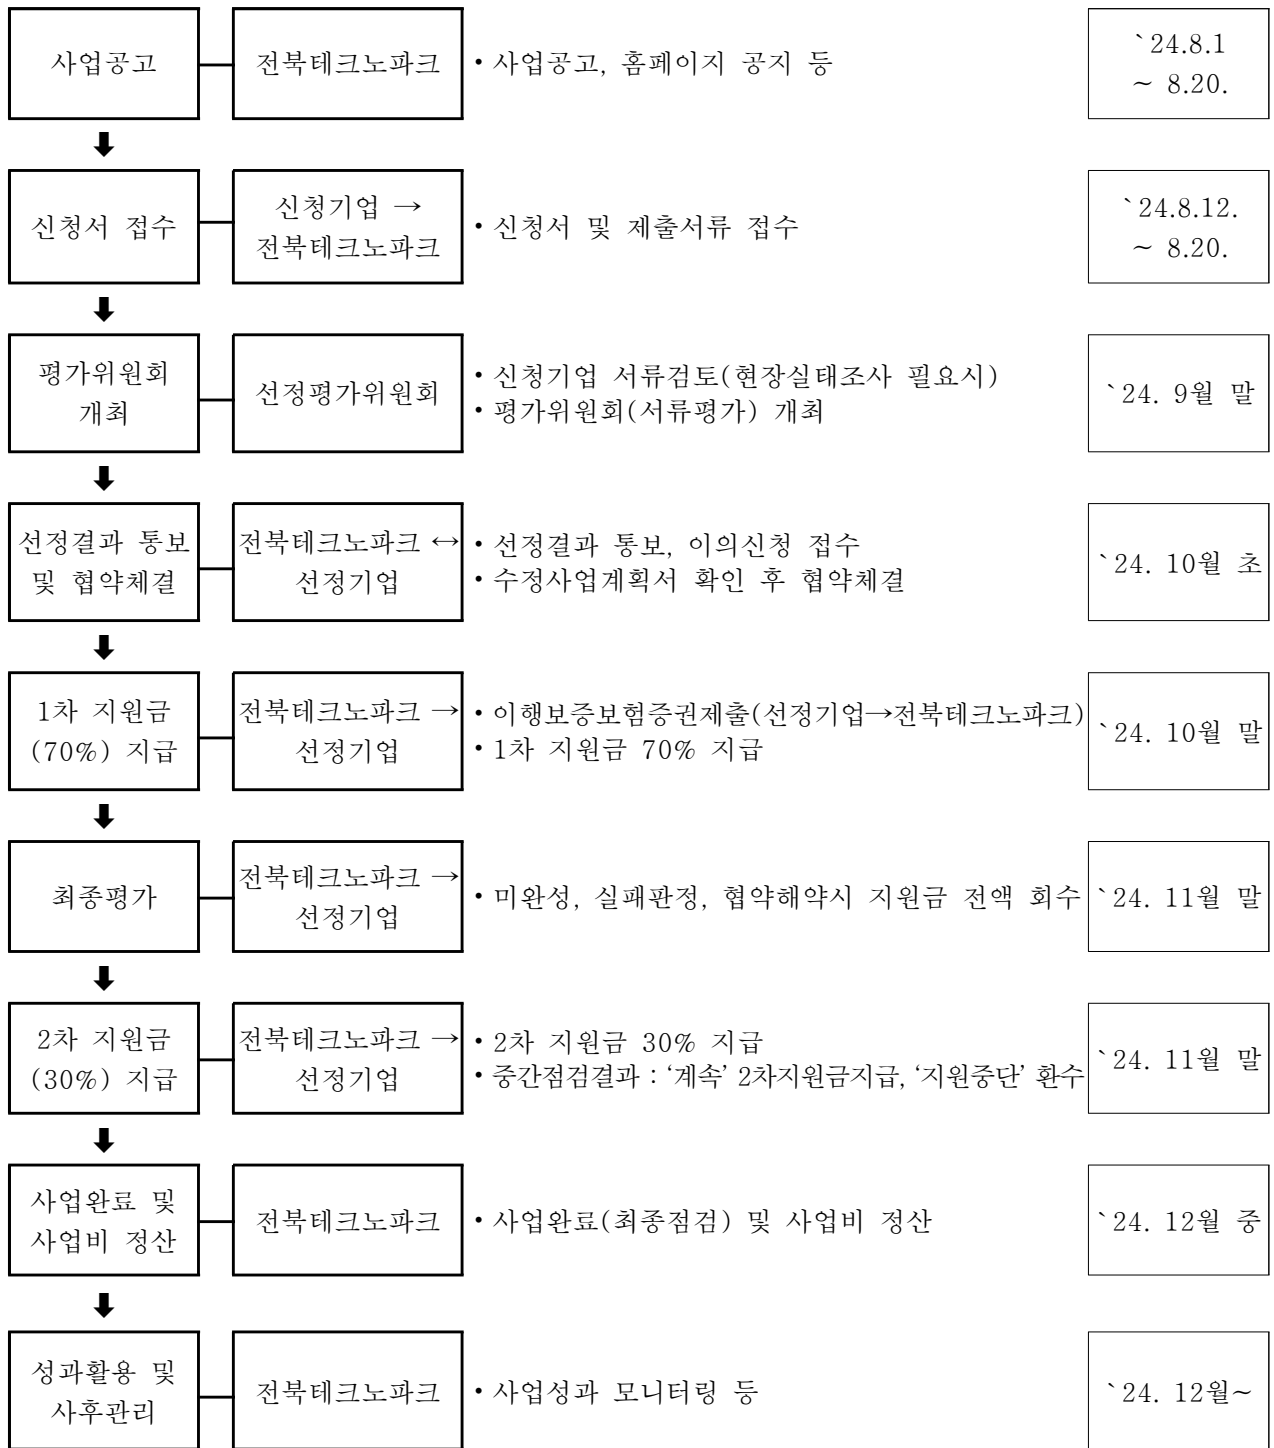 사업공고
전북테크노파크
• 사업공고, 홈페이지 공지 등
`24.8.1
~ 8.20.
신청서 접수
신청기업 →
전북테크노파크
• 신청서 및 제출서류 접수
`24.8.12.
~ 8.20.
평가위원회
개최
선정평가위원회
• 신청기업 서류검토(현장실태조사 필요시)
• 평가위원회(서류평가) 개최
`24. 9월 말
선정결과 통보
및 협약체결
전북테크노파크 ↔
선정기업
• 선정결과 통보, 이의신청 접수
• 수정사업계획서 확인 후 협약체결
`24. 10월 초
1차 지원금
(70%) 지급
전북테크노파크 →
선정기업
• 이행보증보험증권제출(선정기업→전북테크노파크)
• 1차 지원금 70% 지급
`24. 10월 말
최종평가
전북테크노파크 →
선정기업
• 미완성, 실패판정, 협약해약시 지원금 전액 회수
`24. 11월 말
2차 지원금
(30%) 지급
전북테크노파크 →
선정기업
• 2차 지원금 30% 지급
• 중간점검결과 : ‘계속’ 2차지원금지급, ‘지원중단’ 환수
`24. 11월 말
사업완료 및
사업비 정산
전북테크노파크
• 사업완료(최종점검) 및 사업비 정산
`24. 12월 중
성과활용 및
사후관리
전북테크노파크
• 사업성과 모니터링 등
`24. 12월~